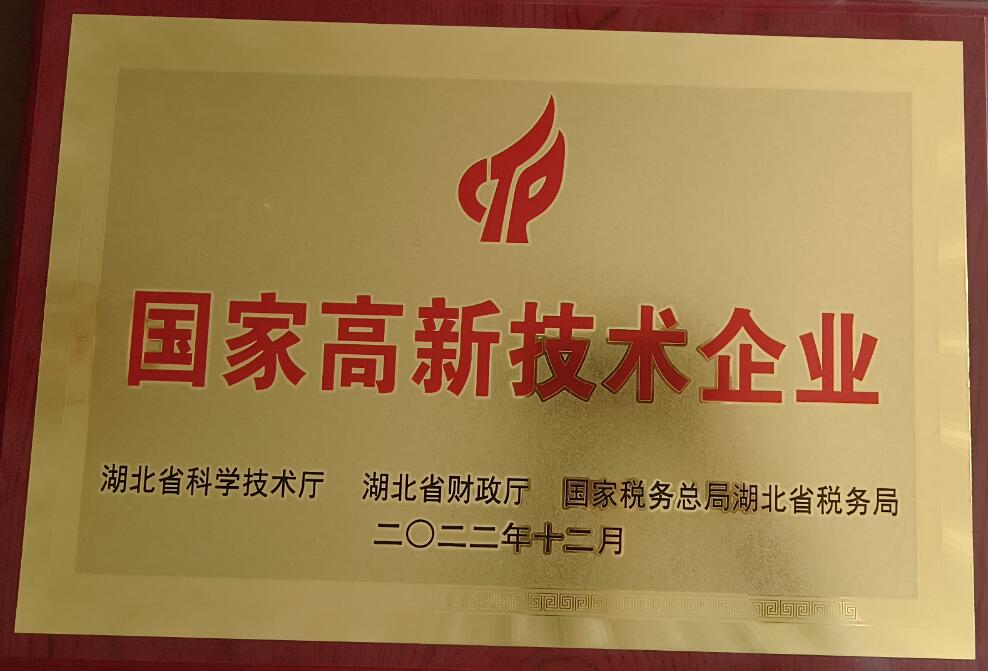 CTP
国家高新技术企业
湖北省科学技术厅 湖北省财政厅 国家税务总局湖北省税务局
二〇二二年十二月